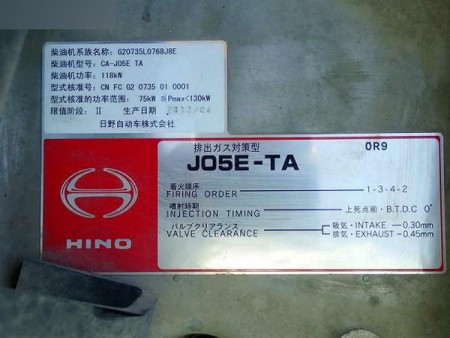 柴油机系族名称: G20735L0768J8E
柴油机型号: CA-J05E TA
柴油机功率: 118kW
型式核准号: CN FC G2 0735 01 0001
型式核准的功率范围: 75kW ≤Pmax<130kW
限值阶段: II 生产日期
日野自动车株式会社
排出ガス対策型 0R9
J05E-TA
着火順序
FIRING ORDER 1-3-4-2
噴射時期
INJECTION TIMING 上死点前・B.T.D.C 0°
バルブクリアランス
VALVE CLEARANCE
吸気・INTAKE -0.30mm
排気・EXHAUST-0.45mm
HINO